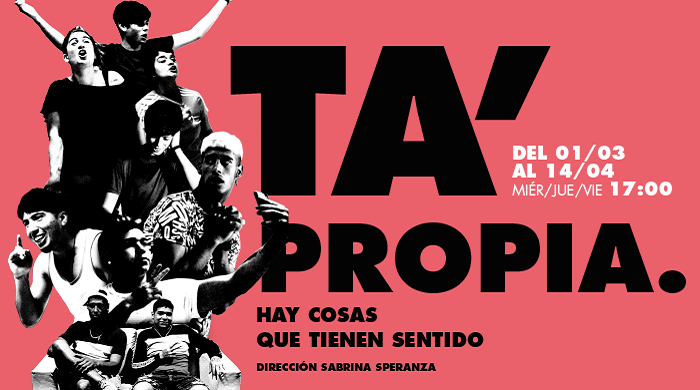 TA'
DEL 01/03
AL 14/04
MIÉR/JUE/VIE 17:00
PROPIA.
HAY COSAS
QUE TIENEN SENTIDO
DIRECCIÓN SABRINA SPERANZA